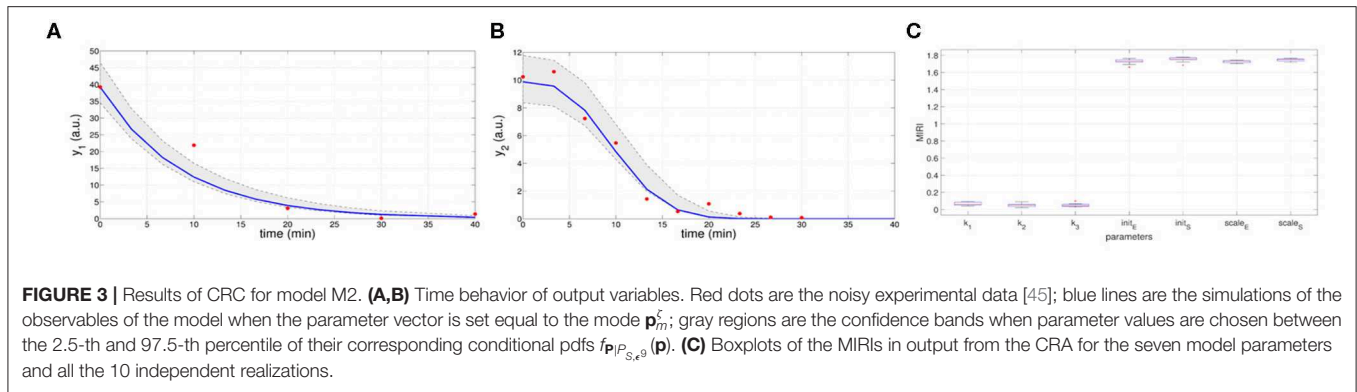 A
B
C
50
45
40
35
30
25
20
15
10
5
0
y₁ (a.u.)
0 5 10 15 20 25 30 35 40
time (min)
12
10
8
6
4
2
0
y₂ (a.u.)
0 5 10 15 20 25 30 35 40
time (min)
1.8
1.6
1.4
1.2
1
0.8
0.6
0.4
0.2
0
MIRI
k₁ k₂ k₃ init_E init_S scale_E scale_S
parameters
FIGURE 3 | Results of CRC for model M2. (A,B) Time behavior of output variables. Red dots are the noisy experimental data [45]; blue lines are the simulations of the
observables of the model when the parameter vector is set equal to the mode p_m^ζ; gray regions are the confidence bands when parameter values are chosen between
the 2.5-th and 97.5-th percentile of their corresponding conditional pdfs f_{P|P_{S,ϵ^9}}(p). (C) Boxplots of the MIRIs in output from the CRA for the seven model parameters
and all the 10 independent realizations.